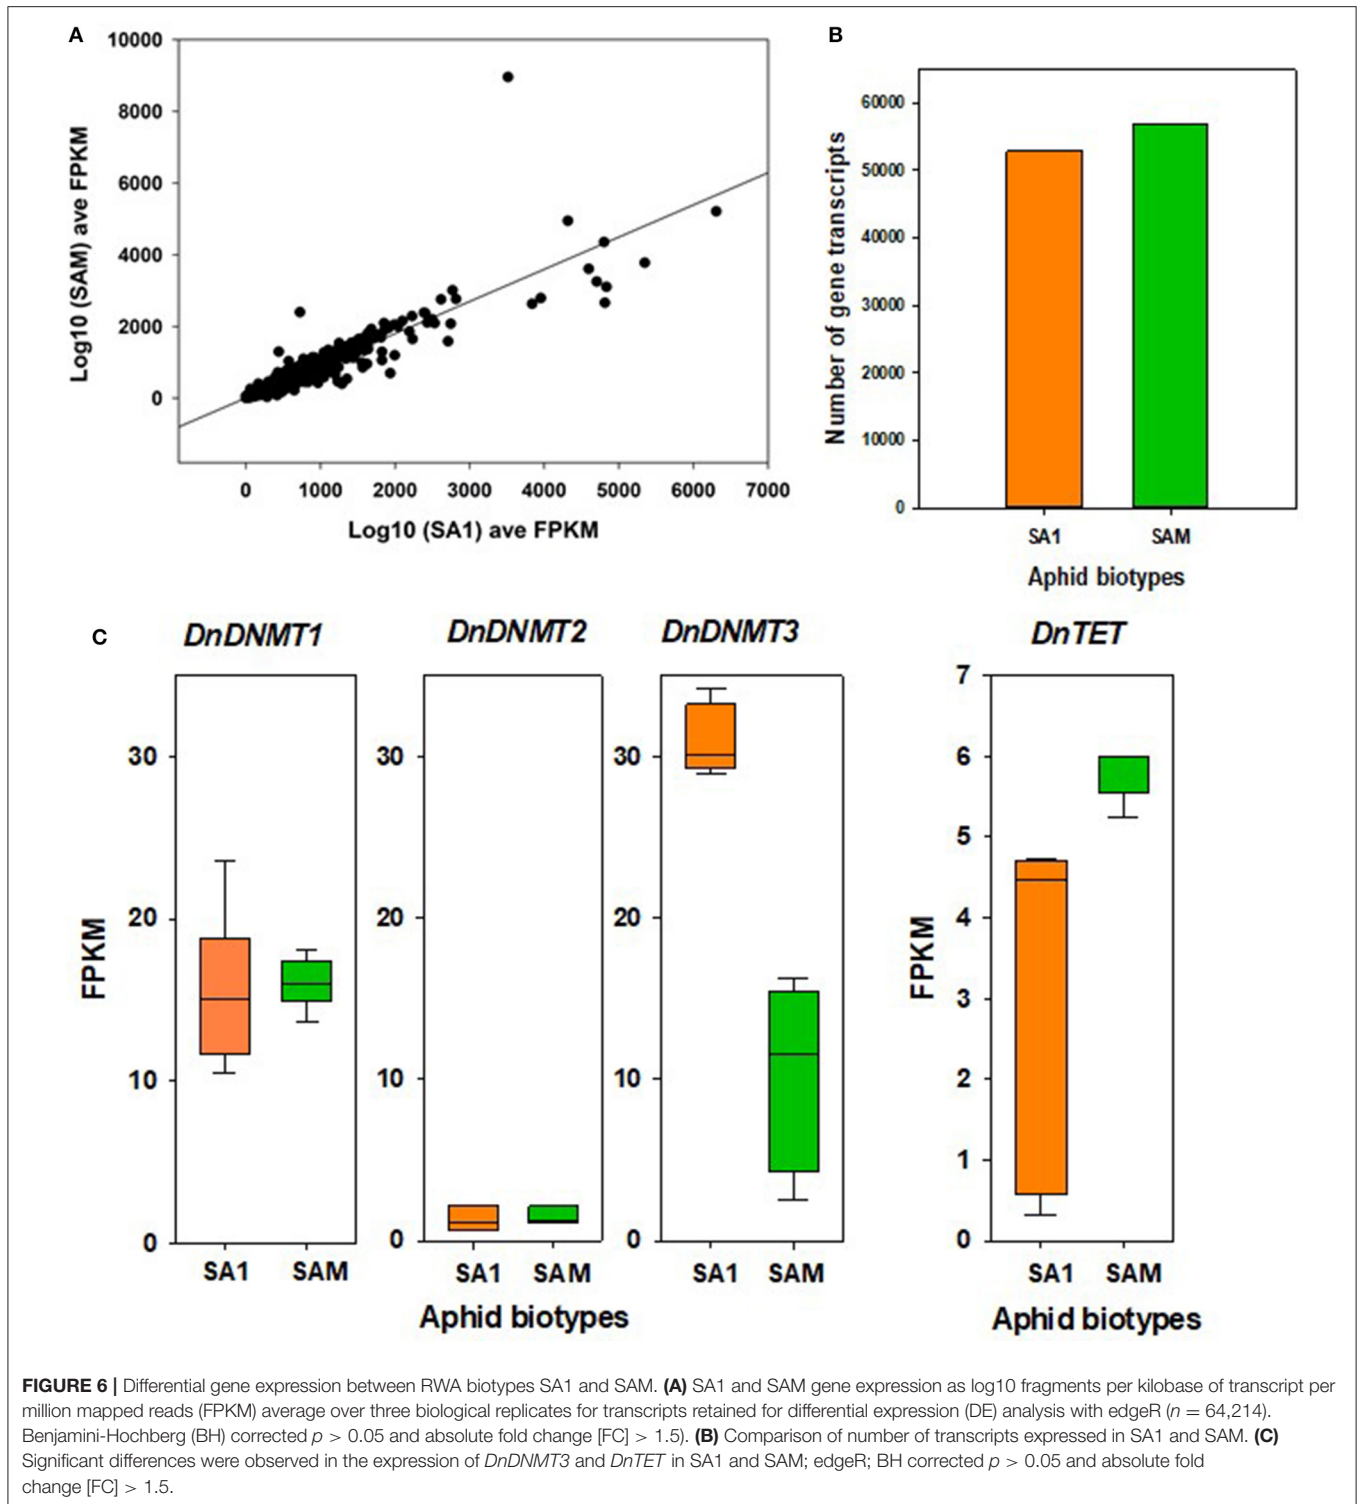 A
10000
8000
6000
4000
2000
0
Log10 (SAM) ave FPKM
0 1000 2000 3000 4000 5000 6000 7000
Log10 (SA1) ave FPKM
B
60000
50000
40000
30000
20000
10000
0
Number of gene transcripts
SA1 SAM
Aphid biotypes
C
DnDNMT1 DnDNMT2 DnDNMT3 DnTET
FPKM
30
20
10
0
SA1 SAM
30
20
10
0
SA1 SAM
30
20
10
0
SA1 SAM
Aphid biotypes
FPKM
7
6
5
4
3
2
1
0
SA1 SAM
Aphid biotypes
FIGURE 6 | Differential gene expression between RWA biotypes SA1 and SAM. (A) SA1 and SAM gene expression as log10 fragments per kilobase of transcript per
million mapped reads (FPKM) average over three biological replicates for transcripts retained for differential expression (DE) analysis with edgeR (n = 64,214).
Benjamini-Hochberg (BH) corrected p > 0.05 and absolute fold change [FC] > 1.5). (B) Comparison of number of transcripts expressed in SA1 and SAM. (C)
Significant differences were observed in the expression of DnDNMT3 and DnTET in SA1 and SAM; edgeR; BH corrected p > 0.05 and absolute fold
change [FC] > 1.5.